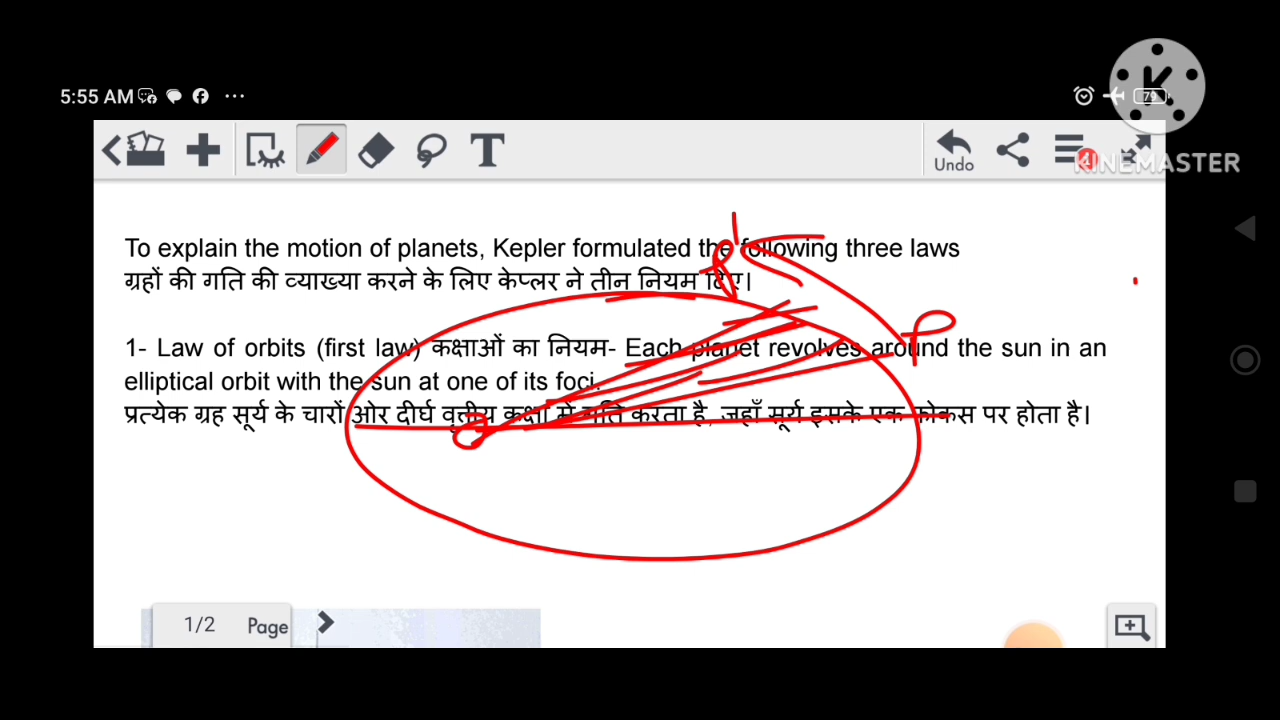 5:55 AM
79
K
KINEMASTER
T
Undo
4
To explain the motion of planets, Kepler formulated the following three laws
ग्रहों की गति की व्याख्या करने के लिए केप्लर ने तीन नियम दिए।
P'
P
1- Law of orbits (first law) कक्षाओं का नियम- Each planet revolves around the sun in an
elliptical orbit with the sun at one of its foci.
प्रत्येक ग्रह सूर्य के चारों ओर दीर्घ वृत्तीय कक्षा में गति करता है, जहाँ सूर्य इसके एक फोकस पर होता है।
1/2 Page